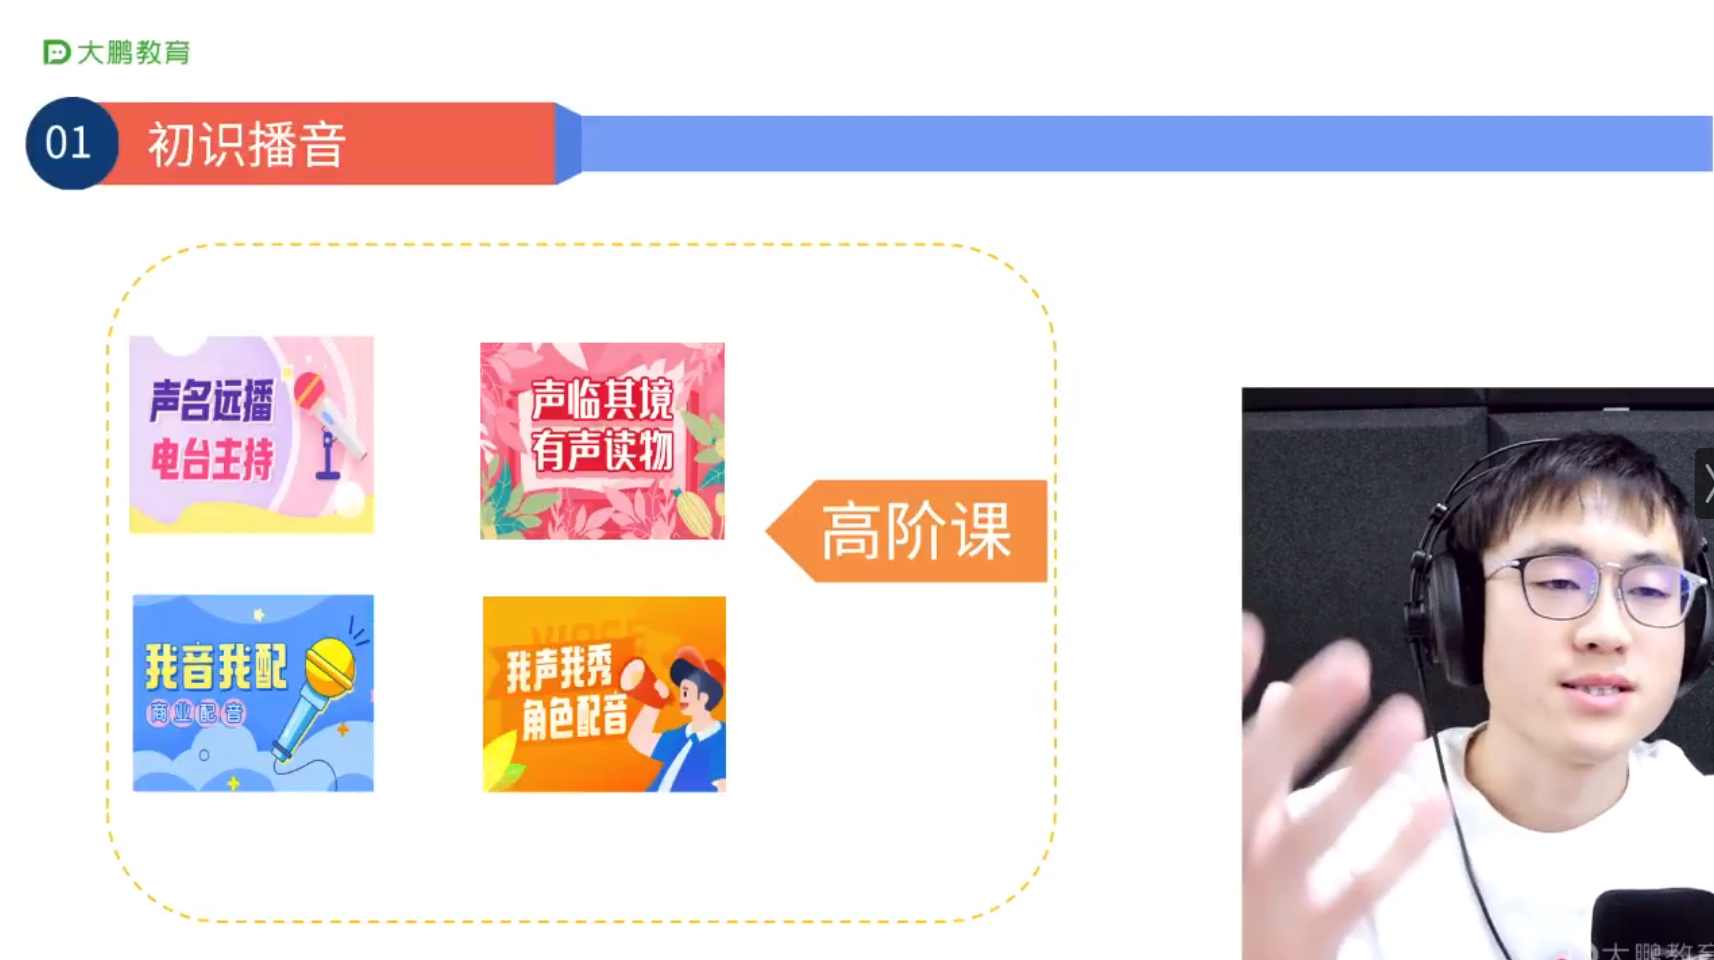 大鹏教育
01 初识播音
声名远播
电台主持
声临其境
有声读物
高阶课
我音我配
商业配音
我声我秀
角色配音
大鹏教育